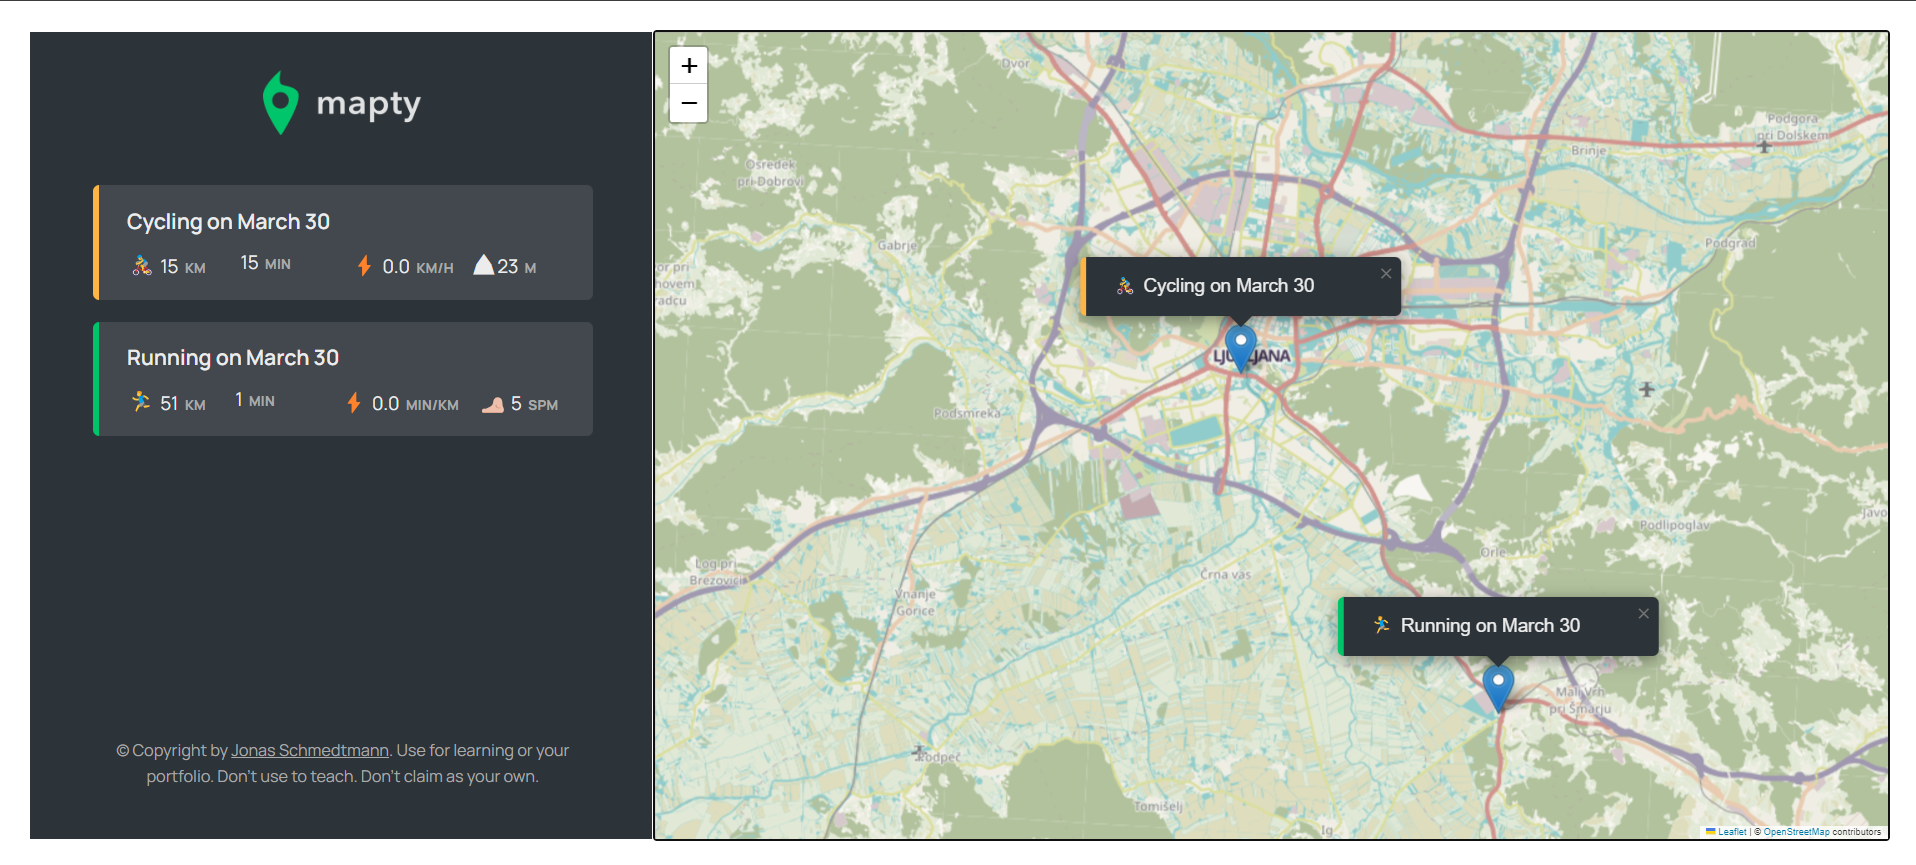 mapty
Cycling on March 30
15 KM 15 MIN 0.0 KM/H 23 M
Running on March 30
51 KM 1 MIN 0.0 MIN/KM 5 SPM
© Copyright by Jonas Schmedtmann. Use for learning or your
portfolio. Don't use to teach. Don't claim as your own.
+
−
Dvor
Podgora
pri Dolskem
Brinje
Osredek
pri Dobrovi
Gabrje
Podgrad
or pri
hovem
adcu
× Cycling on March 30
LJUBLJANA
Podsmreka
Podlipoglav
Javo
Orle
Log pri
Brezovici
Črna vas
Vnanje
Gorice
× Running on March 30
Mali Vrh
pri Šmarju
Podpeč
Tomišelj
Ig
Leaflet | © OpenStreetMap contributors